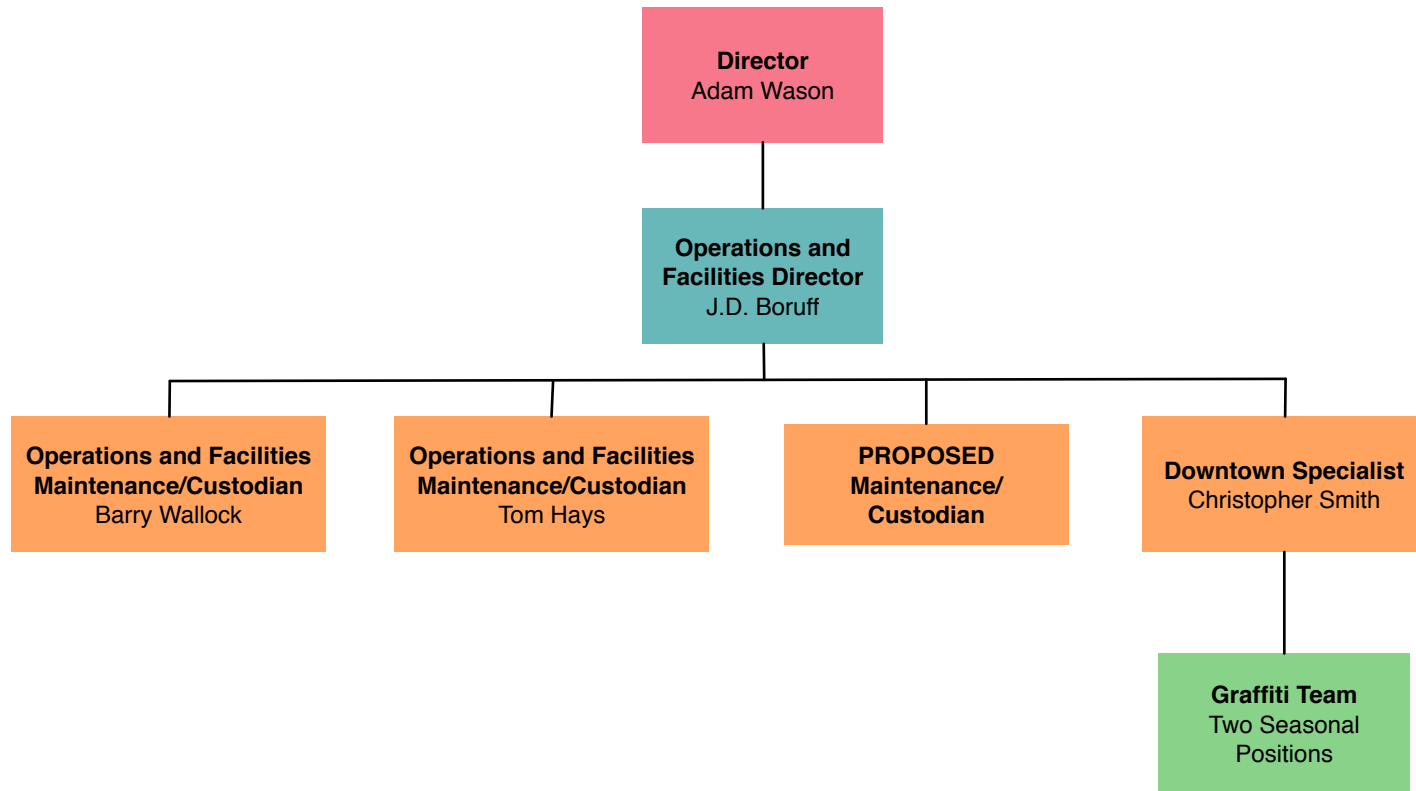 Director
Adam Wason
Operations and
Facilities Director
J.D. Boruff
Operations and Facilities
Maintenance/Custodian
Barry Wallock
Operations and Facilities
Maintenance/Custodian
Tom Hays
PROPOSED
Maintenance/
Custodian
Downtown Specialist
Christopher Smith
Graffiti Team
Two Seasonal
Positions